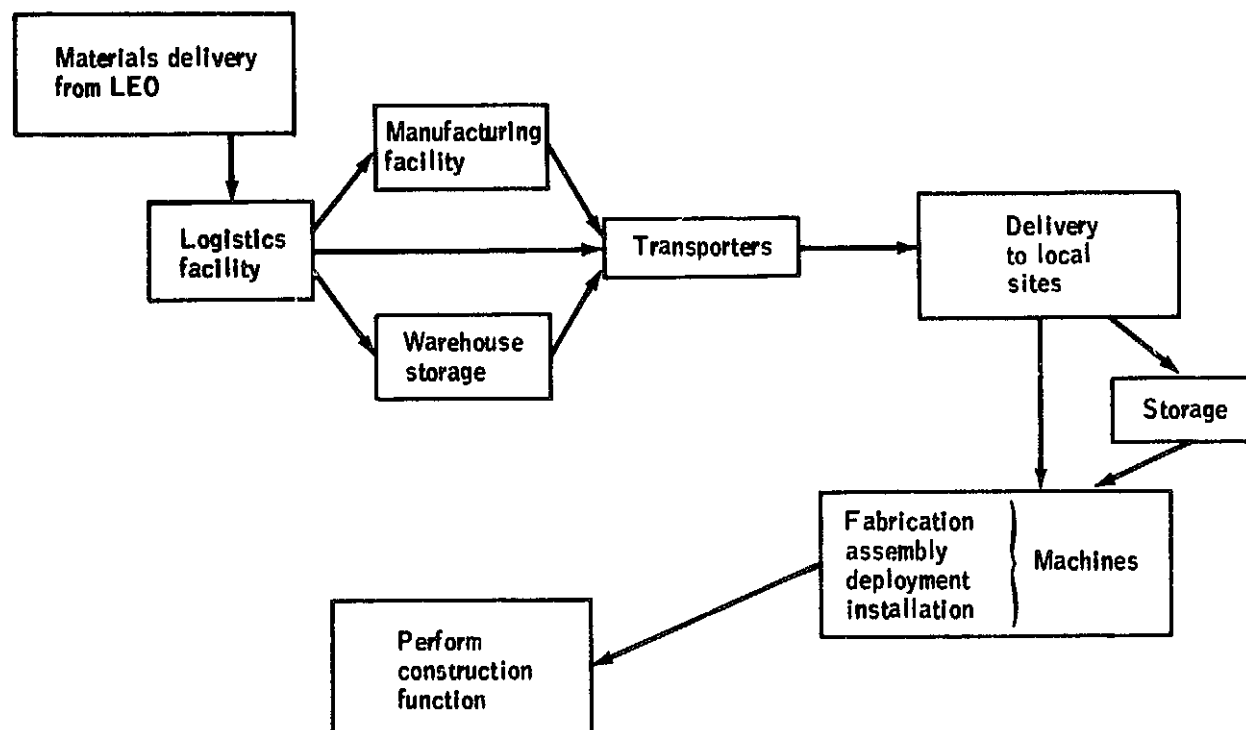 Materials delivery
from LEO
Manufacturing
facility
Logistics
facility
Transporters
Delivery
to local
sites
Warehouse
storage
Storage
Fabrication
assembly
deployment
installation
Machines
Perform
construction
function